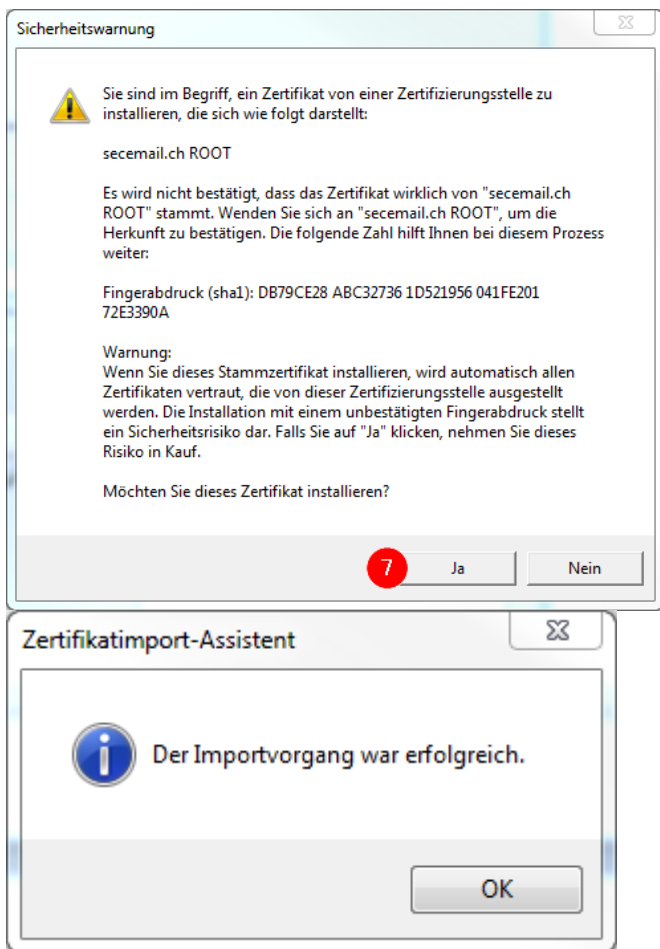 Sicherheitswarnung
Sie sind im Begriff, ein Zertifikat von einer Zertifizierungsstelle zu
installieren, die sich wie folgt darstellt:
secemail.ch ROOT
Es wird nicht bestätigt, dass das Zertifikat wirklich von "secemail.ch
ROOT" stammt. Wenden Sie sich an "secemail.ch ROOT", um die
Herkunft zu bestätigen. Die folgende Zahl hilft Ihnen bei diesem Prozess
weiter:
Fingerabdruck (sha1): DB79CE28 ABC32736 1D521956 041FE201
72E3390A
Warnung:
Wenn Sie dieses Stammzertifikat installieren, wird automatisch allen
Zertifikaten vertraut, die von dieser Zertifizierungsstelle ausgestellt
werden. Die Installation mit einem unbestätigten Fingerabdruck stellt
ein Sicherheitsrisiko dar. Falls Sie auf "Ja" klicken, nehmen Sie dieses
Risiko in Kauf.
Möchten Sie dieses Zertifikat installieren?
7 Ja Nein
Zertifikatimport-Assistent
Der Importvorgang war erfolgreich.
OK